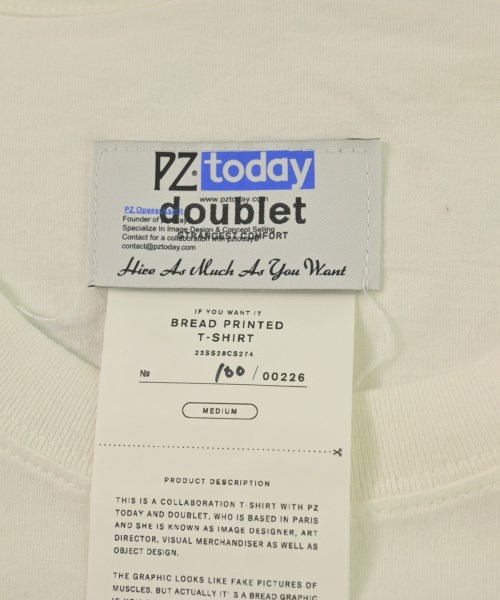 PZ.today
www.pztoday.com
doublet
PZ
Founder of
STRANGEST COMFORT
Specialize In Image Design & Concept Selling
Contact for a collaboration with pztoday
contact@pztoday.com
Hire As Much As You Want
IF YOU WANT IT
BREAD PRINTED
T-SHIRT
23SS28CS274
№ 100 / 00226
MEDIUM
PRODUCT DESCRIPTION
THIS IS A COLLABORATION T-SHIRT WITH PZ
TODAY AND DOUBLET, WHO IS BASED IN PARIS
AND SHE IS KNOWN AS IMAGE DESIGNER, ART
DIRECTOR, VISUAL MERCHANDISER AS WELL AS
OBJECT DESIGN.
THE GRAPHIC LOOKS LIKE FAKE PICTURES OF
MUSCLES, BUT ACTUALLY IT' S A BREAD GRAPHIC